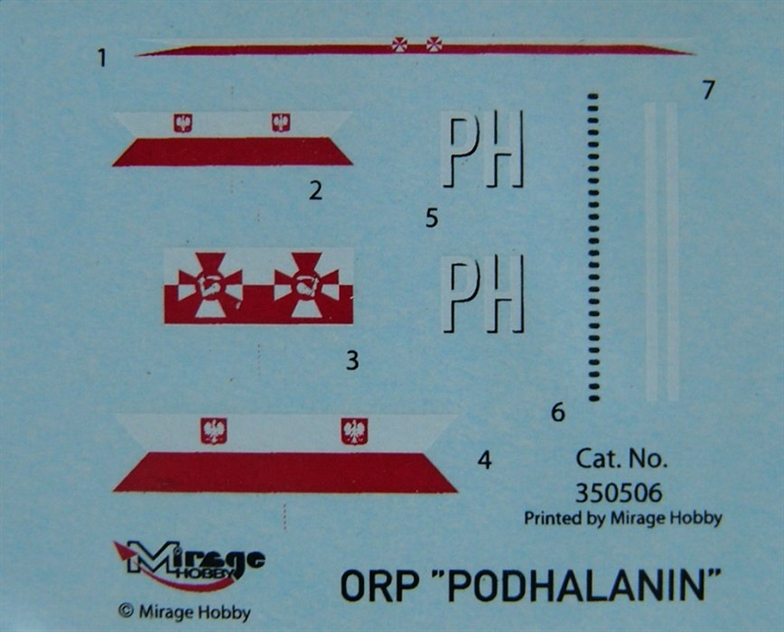 1
7
2
PH
5
3
PH
6
4
Cat. No.
350506
Printed by Mirage Hobby
Mirage
HOBBY
© Mirage Hobby
ORP "PODHALANIN"